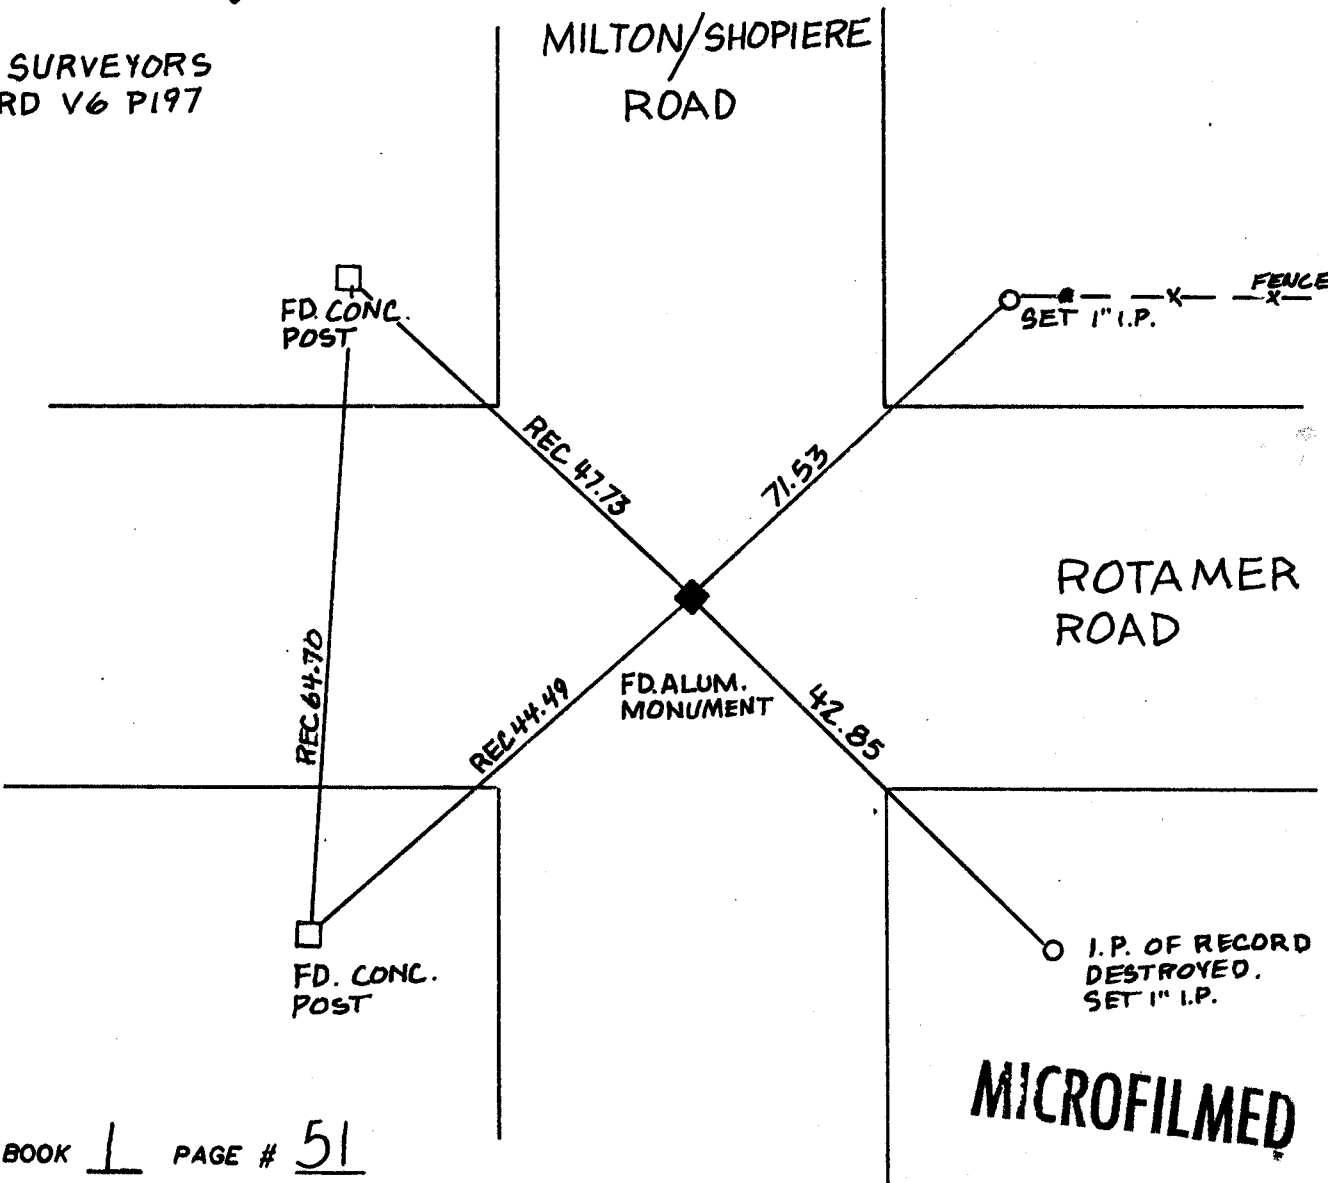 SURVEYORS
RD V6 P197
MILTON/SHOPIERE
ROAD
FD. CONC.
POST
FENCE
SET 1" I.P.
REC 47.73
71.53
ROTAMER
ROAD
REC 64.70
REC 44.49
FD. ALUM.
MONUMENT
42.85
FD. CONC.
POST
I.P. OF RECORD
DESTROYED.
SET 1" I.P.
MICROFILMED
BOOK 1 PAGE # 51